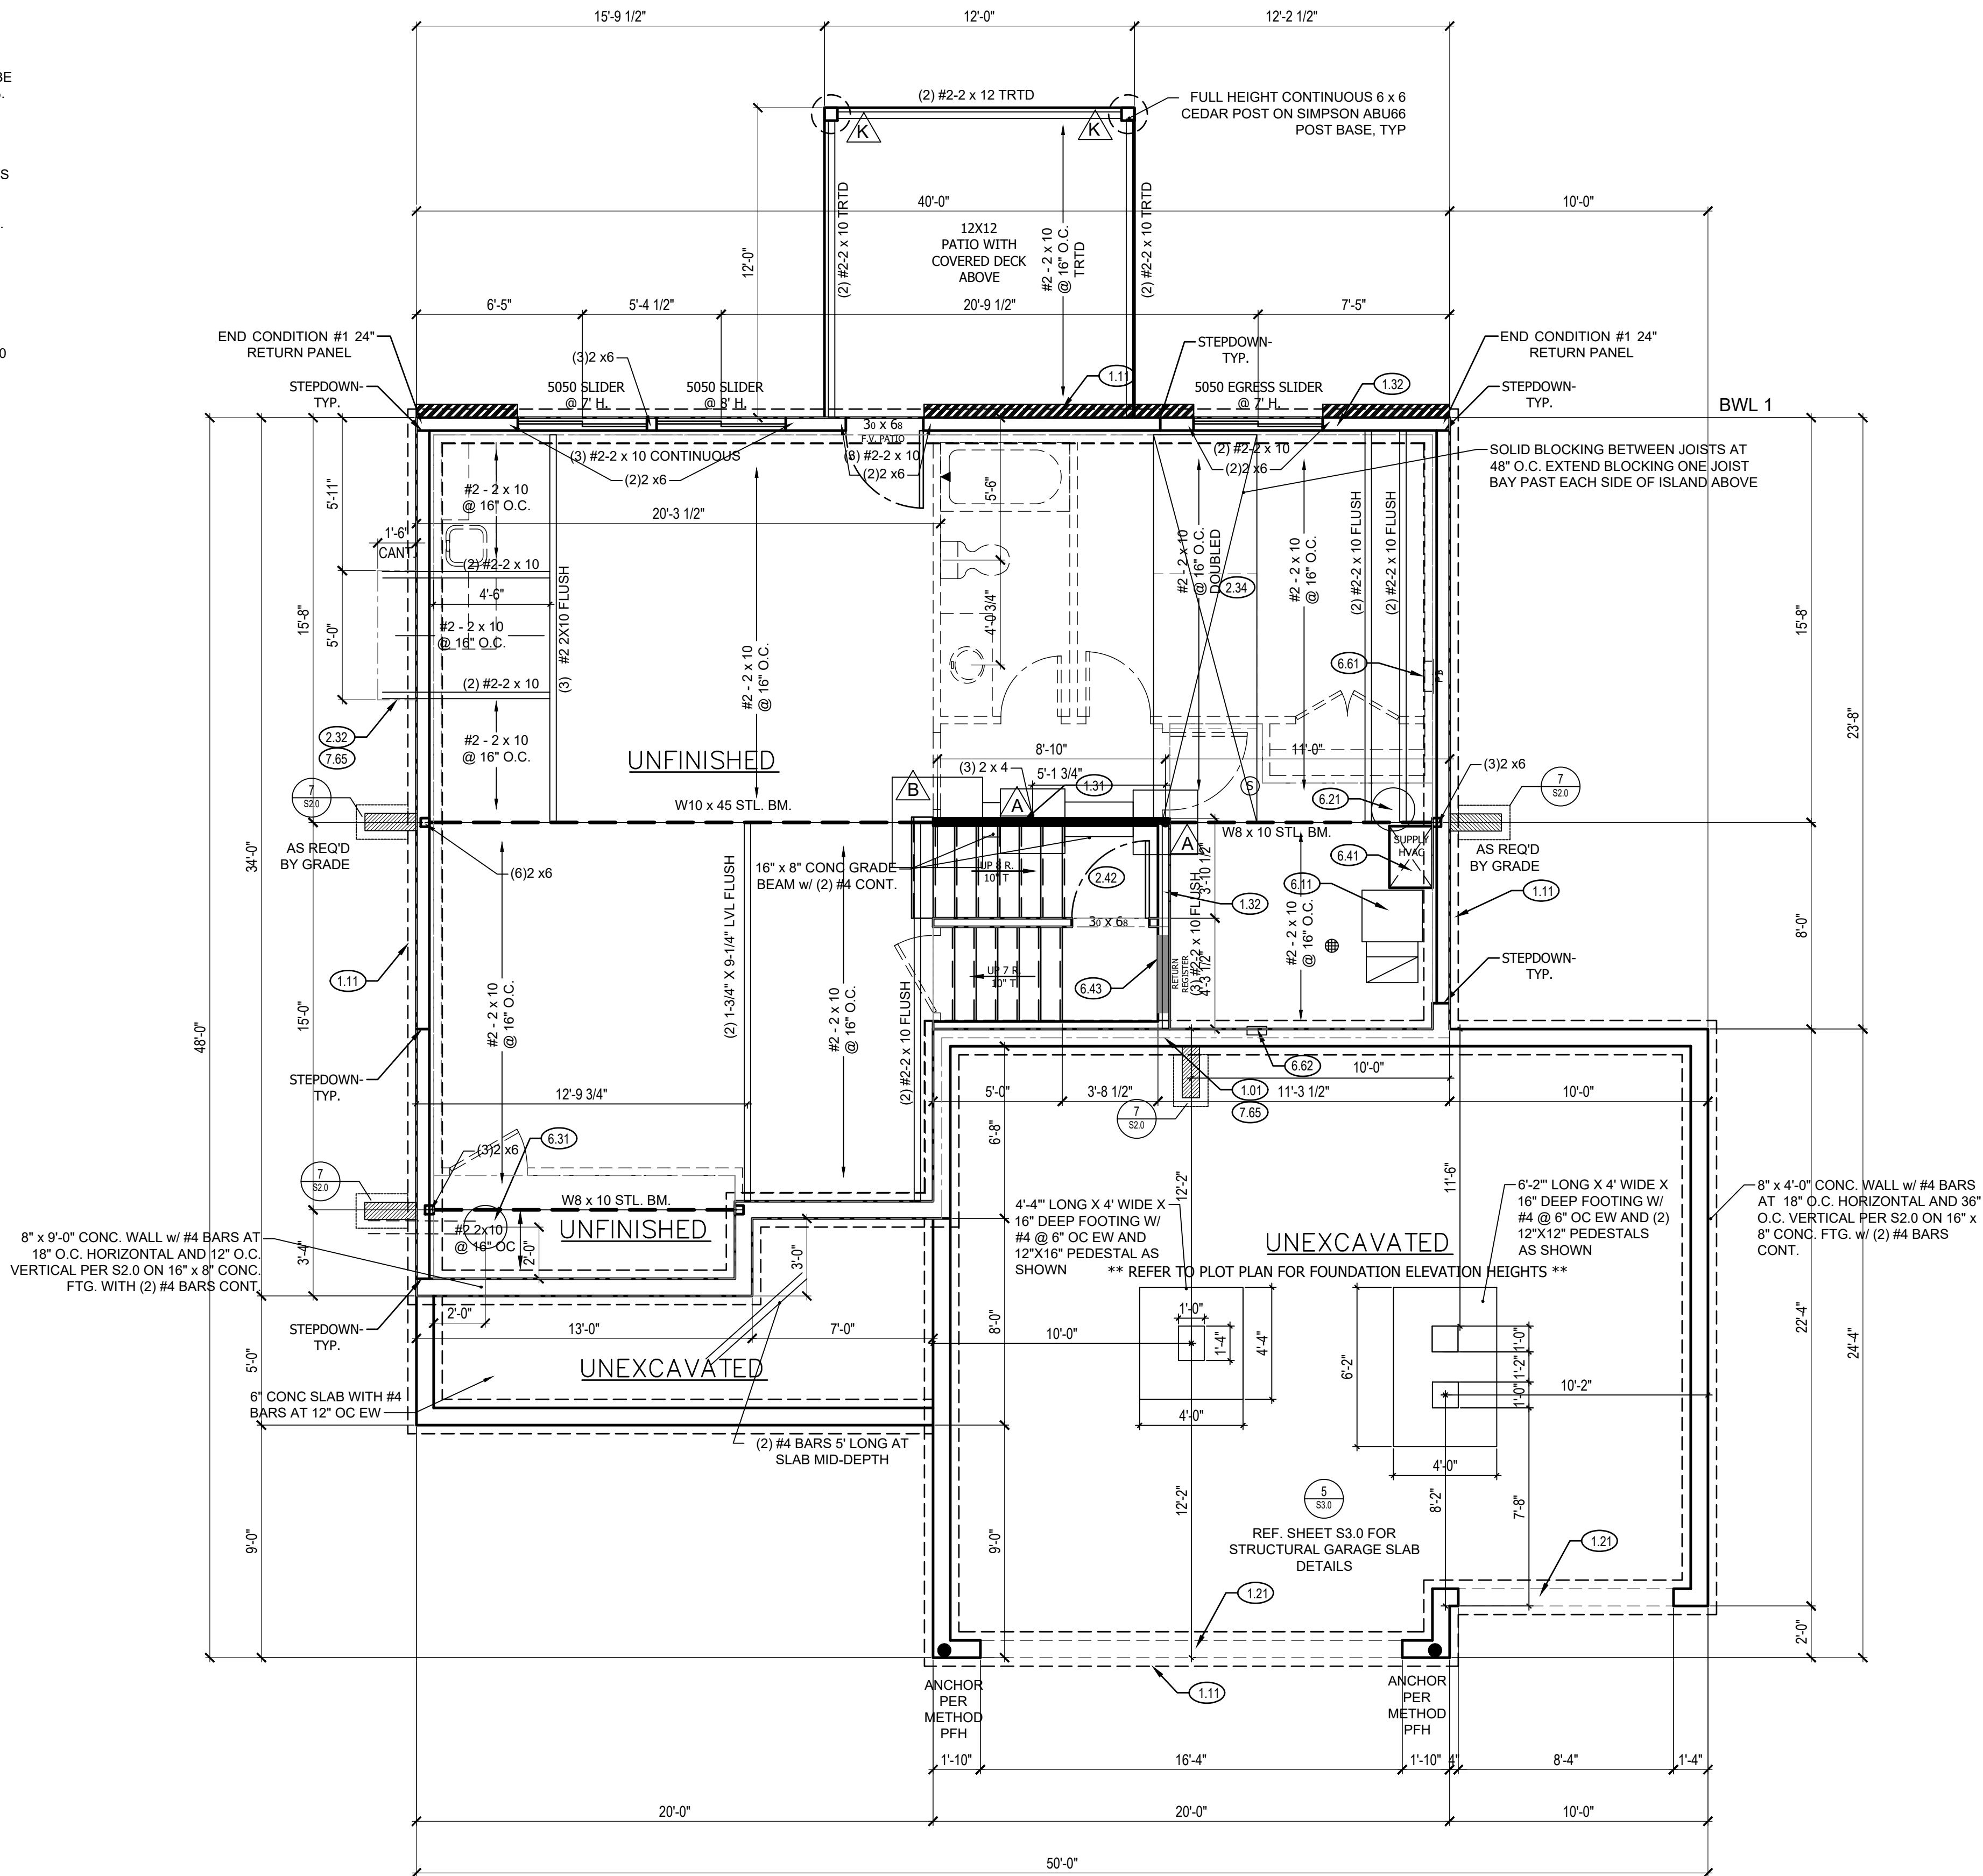 15'-9 1/2"
12'-0"
12'-2 1/2"
BE
S
0
(2) #2-2 x 12 TRTD
K
K
FULL HEIGHT CONTINUOUS 6 x 6
CEDAR POST ON SIMPSON ABU66
POST BASE, TYP
40'-0"
10'-0"
12'-0"
(2) #2-2 x 10 TRTD
12X12
PATIO WITH
COVERED DECK
ABOVE
#2 - 2 x 10
@ 16" O.C.
TRTD
(2) #2-2 x 10 TRTD
6'-5"
5'-4 1/2"
20'-9 1/2"
7'-5"
END CONDITION #1 24"
RETURN PANEL
STEPDOWN-
TYP.
(3)2 x6
5050 SLIDER
@ 7' H.
5050 SLIDER
@ 8' H.
1.11
STEPDOWN-
TYP.
5050 EGRESS SLIDER
@ 7' H.
1.32
END CONDITION #1 24"
RETURN PANEL
STEPDOWN-
TYP.
BWL 1
30 x 68
F.V. PATIO
(3) #2-2 x 10 CONTINUOUS
(2)2 x6
(3) #2-2 x 10
(2)2 x6
(2) #2-2 x 10
(2)2 x6
SOLID BLOCKING BETWEEN JOISTS AT
48" O.C. EXTEND BLOCKING ONE JOIST
BAY PAST EACH SIDE OF ISLAND ABOVE
5'-11"
#2 - 2 x 10
@ 16" O.C.
20'-3 1/2"
5'-6"
1'-6"
CANT.
(2) #2-2 x 10
4'-6"
#2 - 2 x 10
@ 16" O.C.
(2) #2-2 x 10
(3) #2 2X10 FLUSH
#2 - 2 x 10
@ 16" O.C.
4'-0 3/4"
#2 - 2 x 10
@ 16" O.C.
DOUBLED
2.34
#2 - 2 x 10
@ 16" O.C.
(2) #2-2 x 10 FLUSH
(2) #2-2 x 10 FLUSH
15'-8"
5'-0"
15'-8"
23'-8"
6.61
PB
2.32
7.65
#2 - 2 x 10
@ 16" O.C.
UNFINISHED
8'-10"
11'-0"
(3) 2 x 4
5'-1 3/4"
1.31
(3)2 x6
7
S2.0
7
S2.0
B
A
A
S
6.21
W10 x 45 STL. BM.
W8 x 10 STL. BM.
AS REQ'D
BY GRADE
AS REQ'D
BY GRADE
SUPPLY
HVAC
6.41
34'-0"
(6)2 x6
16" x 8" CONC GRADE
BEAM w/ (2) #4 CONT.
UP 8 R.
10" T
2.42
3'-10 1/2"
6.11
1.11
1.32
30 x 68
(3) #2-2 x 10 FLUSH
#2 - 2 x 10
@ 16" O.C.
8'-0"
(2) 1-3/4" X 9-1/4" LVL FLUSH
1.11
UP 7 R.
10" T
6.43
RETURN
REGISTER
4'-3 1/2"
STEPDOWN-
TYP.
48'-0"
15'-0"
#2 - 2 x 10
@ 16" O.C.
#2 - 2 x 10
@ 16" O.C.
(2) #2-2 x 10 FLUSH
STEPDOWN-
TYP.
6.62
10'-0"
12'-9 3/4"
5'-0"
3'-8 1/2"
1.01
7.65
11'-3 1/2"
10'-0"
7
S2.0
6'-8"
(3)2 x6
6.31
7
S2.0
12'-2"
11'-6"
W8 x 10 STL. BM.
#2 2x10
@ 16" OC
UNFINISHED
2'-0"
3'-0"
8" x 9'-0" CONC. WALL w/ #4 BARS AT
18" O.C. HORIZONTAL AND 12" O.C.
VERTICAL PER S2.0 ON 16" x 8" CONC.
FTG. WITH (2) #4 BARS CONT.
3'-4"
4'-4"' LONG X 4' WIDE X
16" DEEP FOOTING W/
#4 @ 6" OC EW AND
12"X16" PEDESTAL AS
SHOWN
6'-2"' LONG X 4' WIDE X
16" DEEP FOOTING W/
#4 @ 6" OC EW AND (2)
12"X12" PEDESTALS
AS SHOWN
8" x 4'-0" CONC. WALL w/ #4 BARS
AT 18" O.C. HORIZONTAL AND 36"
O.C. VERTICAL PER S2.0 ON 16" x
8" CONC. FTG. w/ (2) #4 BARS
CONT.
UNEXCAVATED
** REFER TO PLOT PLAN FOR FOUNDATION ELEVATION HEIGHTS **
2'-0"
STEPDOWN-
TYP.
13'-0"
7'-0"
8'-0"
10'-0"
1'-0"
1'-4"
4'-4"
4'-0"
6'-2"
1'-0"
1'-2"
1'-0"
10'-2"
4'-0"
22'-4"
24'-4"
5'-0"
UNEXCAVATED
6" CONC SLAB WITH #4
BARS AT 12" OC EW
(2) #4 BARS 5' LONG AT
SLAB MID-DEPTH
9'-0"
9'-0"
12'-2"
8'-2"
7'-8"
5
S3.0
REF. SHEET S3.0 FOR
STRUCTURAL GARAGE SLAB
DETAILS
1.21
1.21
2'-0"
1.11
ANCHOR
PER
METHOD
PFH
ANCHOR
PER
METHOD
PFH
1'-10"
16'-4"
1'-10"
4"
8'-4"
1'-4"
20'-0"
20'-0"
10'-0"
50'-0"